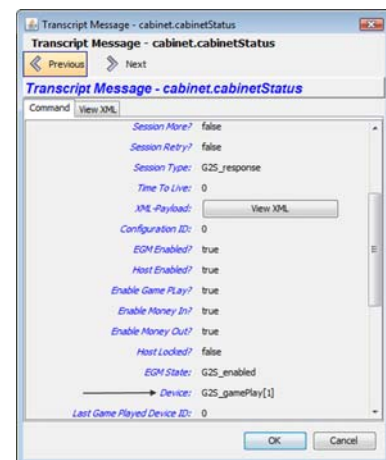 Transcript Message - cabinet.cabinetStatus
Transcript Message - cabinet.cabinetStatus
Previous Next
Transcript Message - cabinet.cabinetStatus
Command View XML
Session More? false
Session Retry? false
Session Type: G2S_response
Time To Live: 0
XML-Payload: View XML
Configuration ID: 0
EGM Enabled? true
Host Enabled? true
Enable Game PLay? true
Enable Money In? true
Enable Money Out? true
Host Locked? false
EGM State: G2S_enabled
Device: G2S_gamePlay[1]
Last Game Played Device ID: 0
OK Cancel